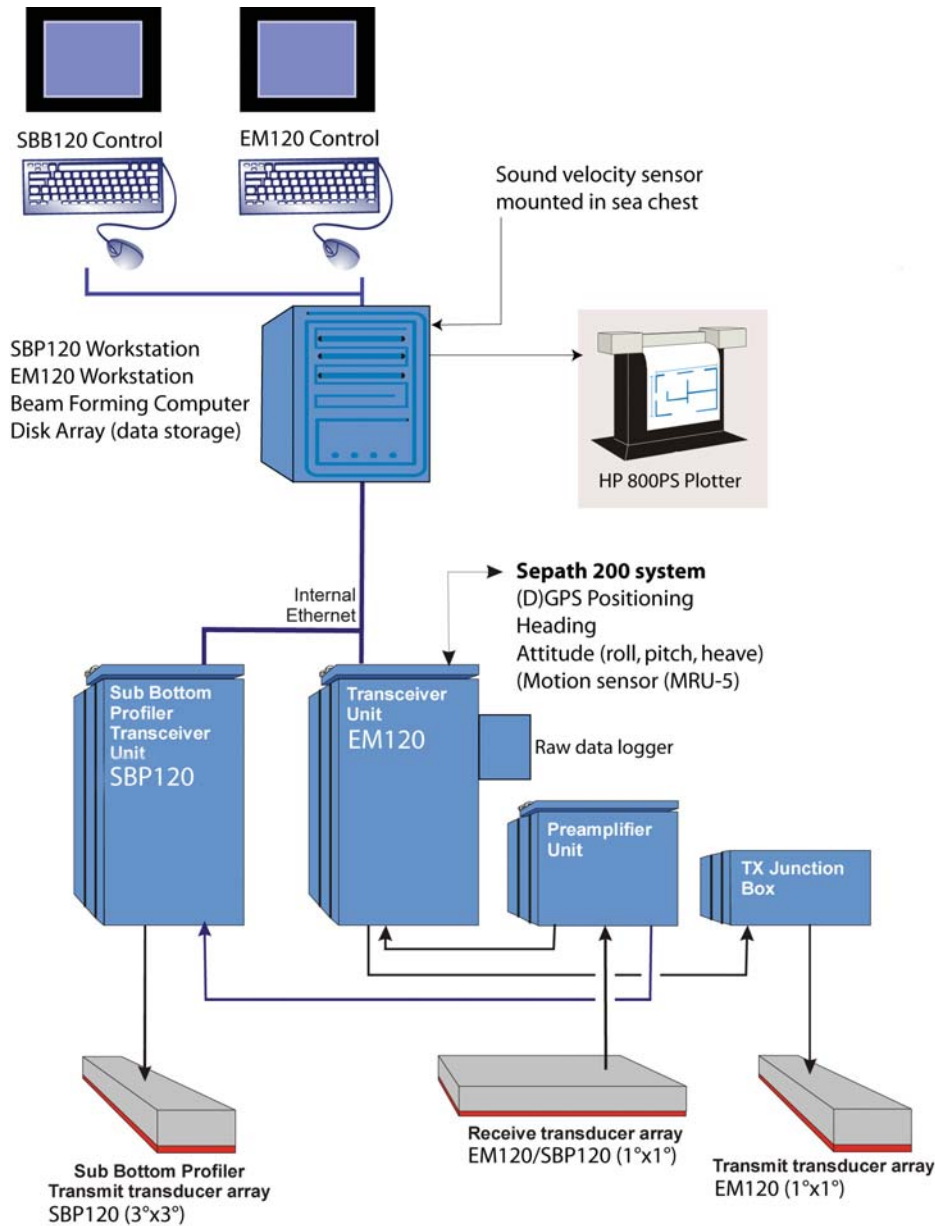 SBB120 Control
EM120 Control
Sound velocity sensor
mounted in sea chest
SBP120 Workstation
EM120 Workstation
Beam Forming Computer
Disk Array (data storage)
HP 800PS Plotter
Internal
Ethernet
Sepath 200 system
(D)GPS Positioning
Heading
Attitude (roll, pitch, heave)
(Motion sensor (MRU-5)
Sub Bottom
Profiler
Transceiver
Unit
SBP120
Transceiver
Unit
EM120
Raw data logger
Preamplifier
Unit
TX Junction
Box
Sub Bottom Profiler
Transmit transducer array
SBP120 (3°x3°)
Receive transducer array
EM120/SBP120 (1°x1°)
Transmit transducer array
EM120 (1°x1°)